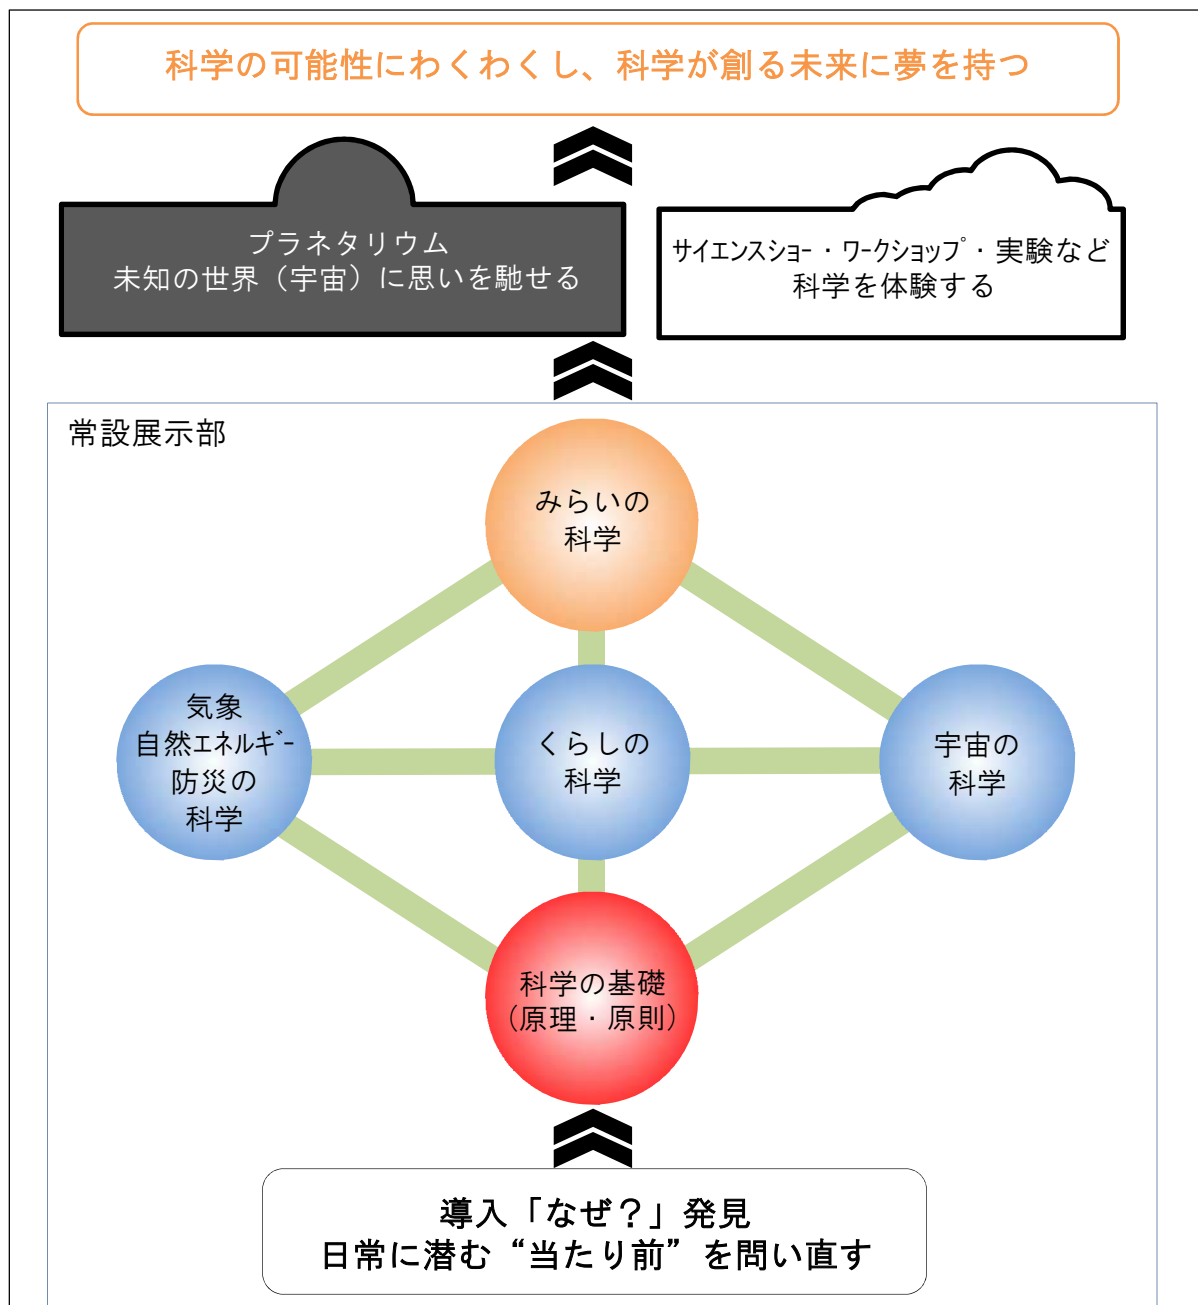 科学の可能性にわくわくし、科学が創る未来に夢を持つ
プラネタリウム
未知の世界（宇宙）に思いを馳せる
ｻｲｴﾝｽｼｮｰ・ﾜｰｸｼｮｯﾌﾟ・実験など
科学を体験する
常設展示部
みらいの
科学
気象
自然ｴﾈﾙｷﾞｰ
防災の
科学
くらしの
科学
宇宙の
科学
科学の基礎
（原理・原則）
導入「なぜ？」発見
日常に潜む“当たり前”を問い直す